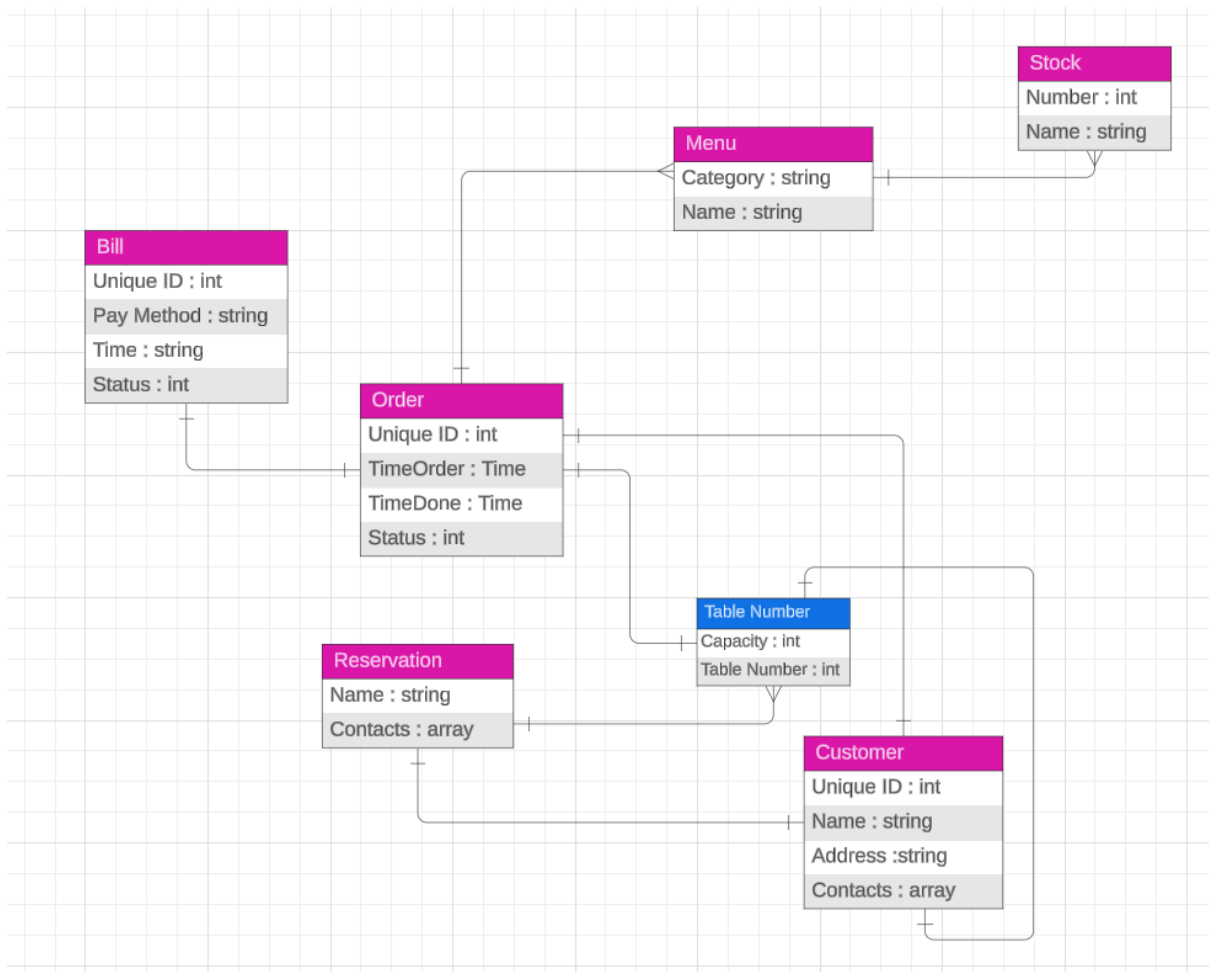 Stock
Number : int
Name : string
Menu
Category : string
Name : string
Bill
Unique ID : int
Pay Method : string
Time : string
Status : int
Order
Unique ID : int
TimeOrder : Time
TimeDone : Time
Status : int
Table Number
Capacity : int
Table Number : int
Reservation
Name : string
Contacts : array
Customer
Unique ID : int
Name : string
Address :string
Contacts : array